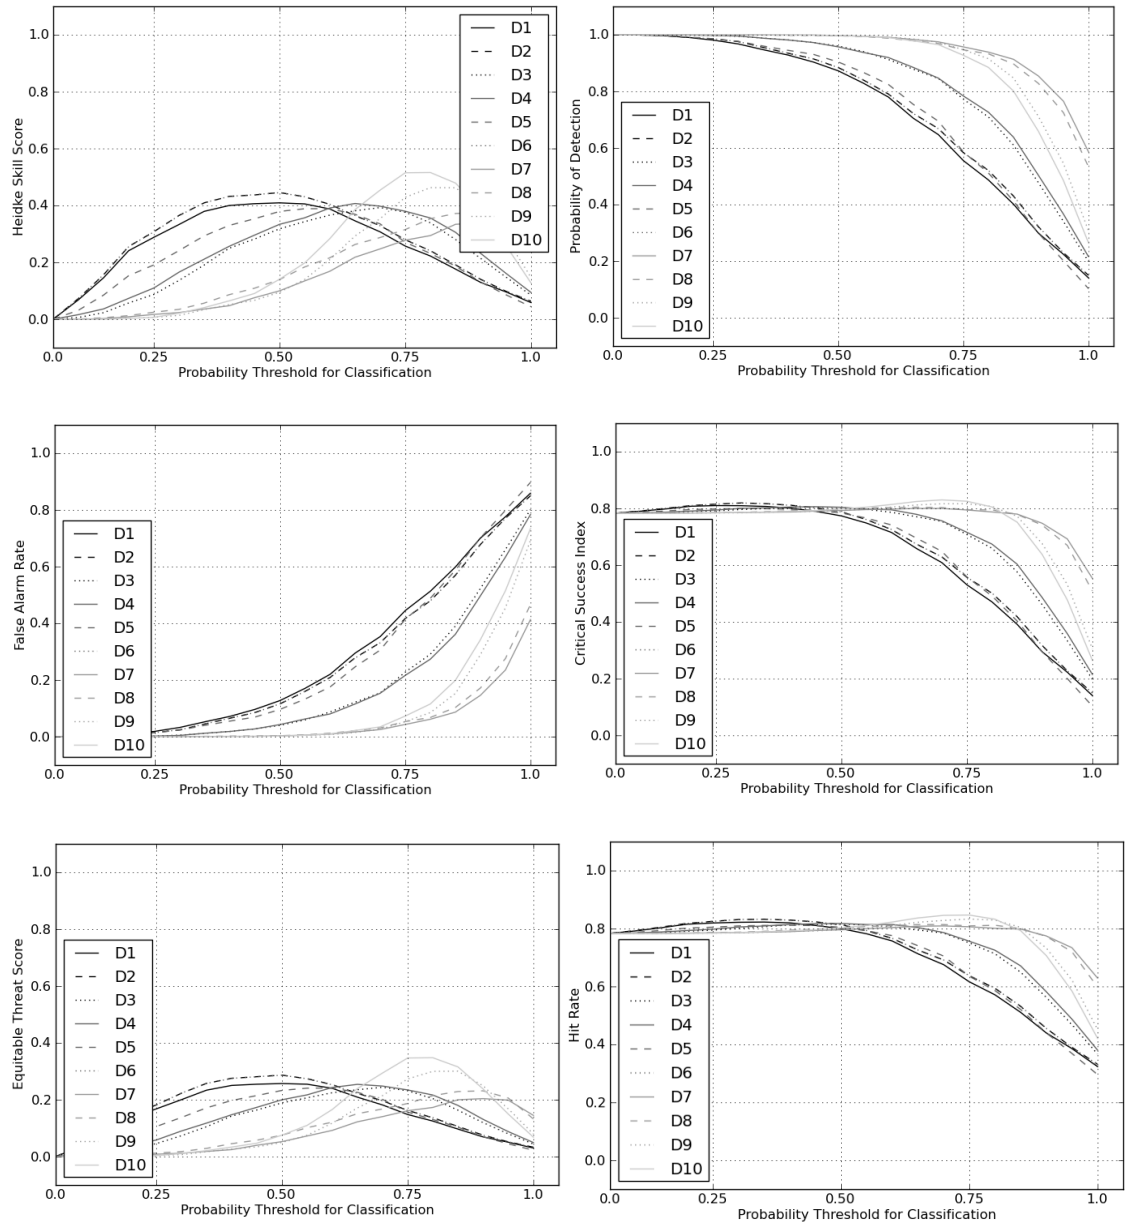 1.0
0.8
0.6
0.4
0.2
0.0
Heidke Skill Score
D1
D2
D3
D4
D5
D6
D7
D8
D9
D10
0.0 0.25 0.50 0.75 1.0
Probability Threshold for Classification
1.0
0.8
0.6
0.4
0.2
0.0
Probability of Detection
D1
D2
D3
D4
D5
D6
D7
D8
D9
D10
0.0 0.25 0.50 0.75 1.0
Probability Threshold for Classification
1.0
0.8
0.6
0.4
0.2
0.0
False Alarm Rate
D1
D2
D3
D4
D5
D6
D7
D8
D9
D10
0.0 0.25 0.50 0.75 1.0
Probability Threshold for Classification
1.0
0.8
0.6
0.4
0.2
0.0
Critical Success Index
D1
D2
D3
D4
D5
D6
D7
D8
D9
D10
0.0 0.25 0.50 0.75 1.0
Probability Threshold for Classification
1.0
0.8
0.6
0.4
0.2
0.0
Equitable Threat Score
D1
D2
D3
D4
D5
D6
D7
D8
D9
D10
0.0 0.25 0.50 0.75 1.0
Probability Threshold for Classification
1.0
0.8
0.6
0.4
0.2
0.0
Hit Rate
D1
D2
D3
D4
D5
D6
D7
D8
D9
D10
0.0 0.25 0.50 0.75 1.0
Probability Threshold for Classification